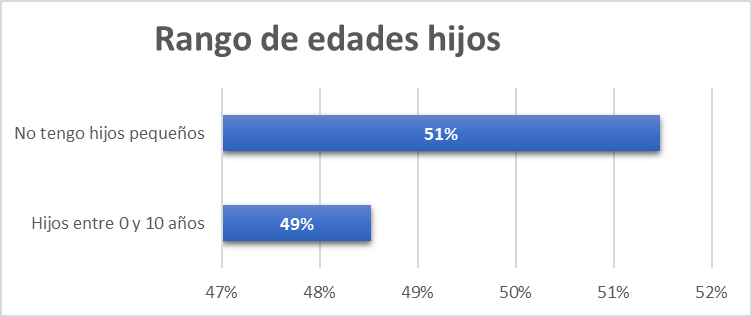 Rango de edades hijos
No tengo hijos pequeños
51%
Hijos entre 0 y 10 años
49%
47% 48% 49% 50% 51% 52%